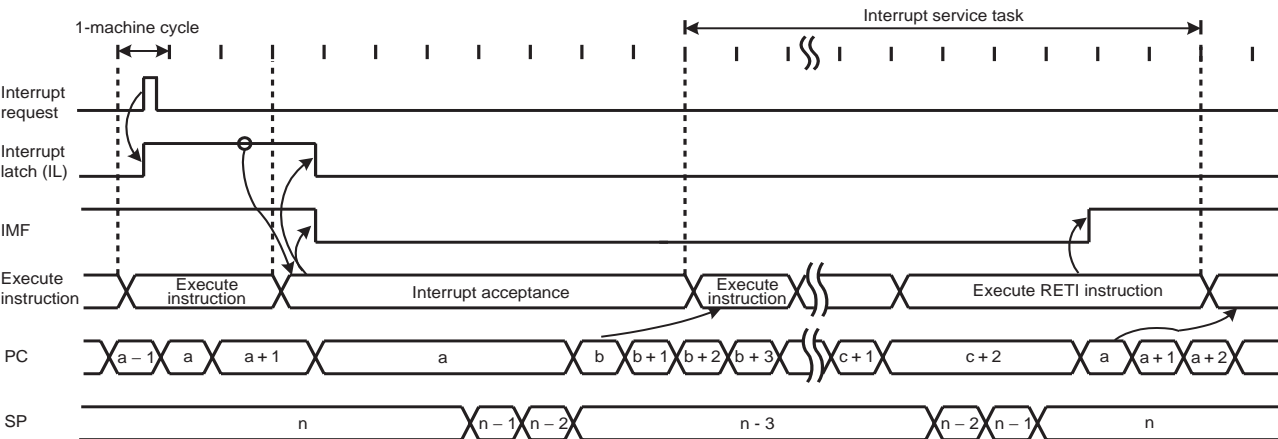 Interrupt service task
1-machine cycle
Interrupt
request
Interrupt
latch (IL)
IMF
Execute
instruction
Execute
instruction
Interrupt acceptance
Execute
instruction
Execute RETI instruction
PC
a − 1
a
a + 1
a
b
b + 1
b + 2
b + 3
c + 1
c + 2
a
a + 1
a + 2
SP
n
n − 1
n − 2
n - 3
n − 2
n − 1
n